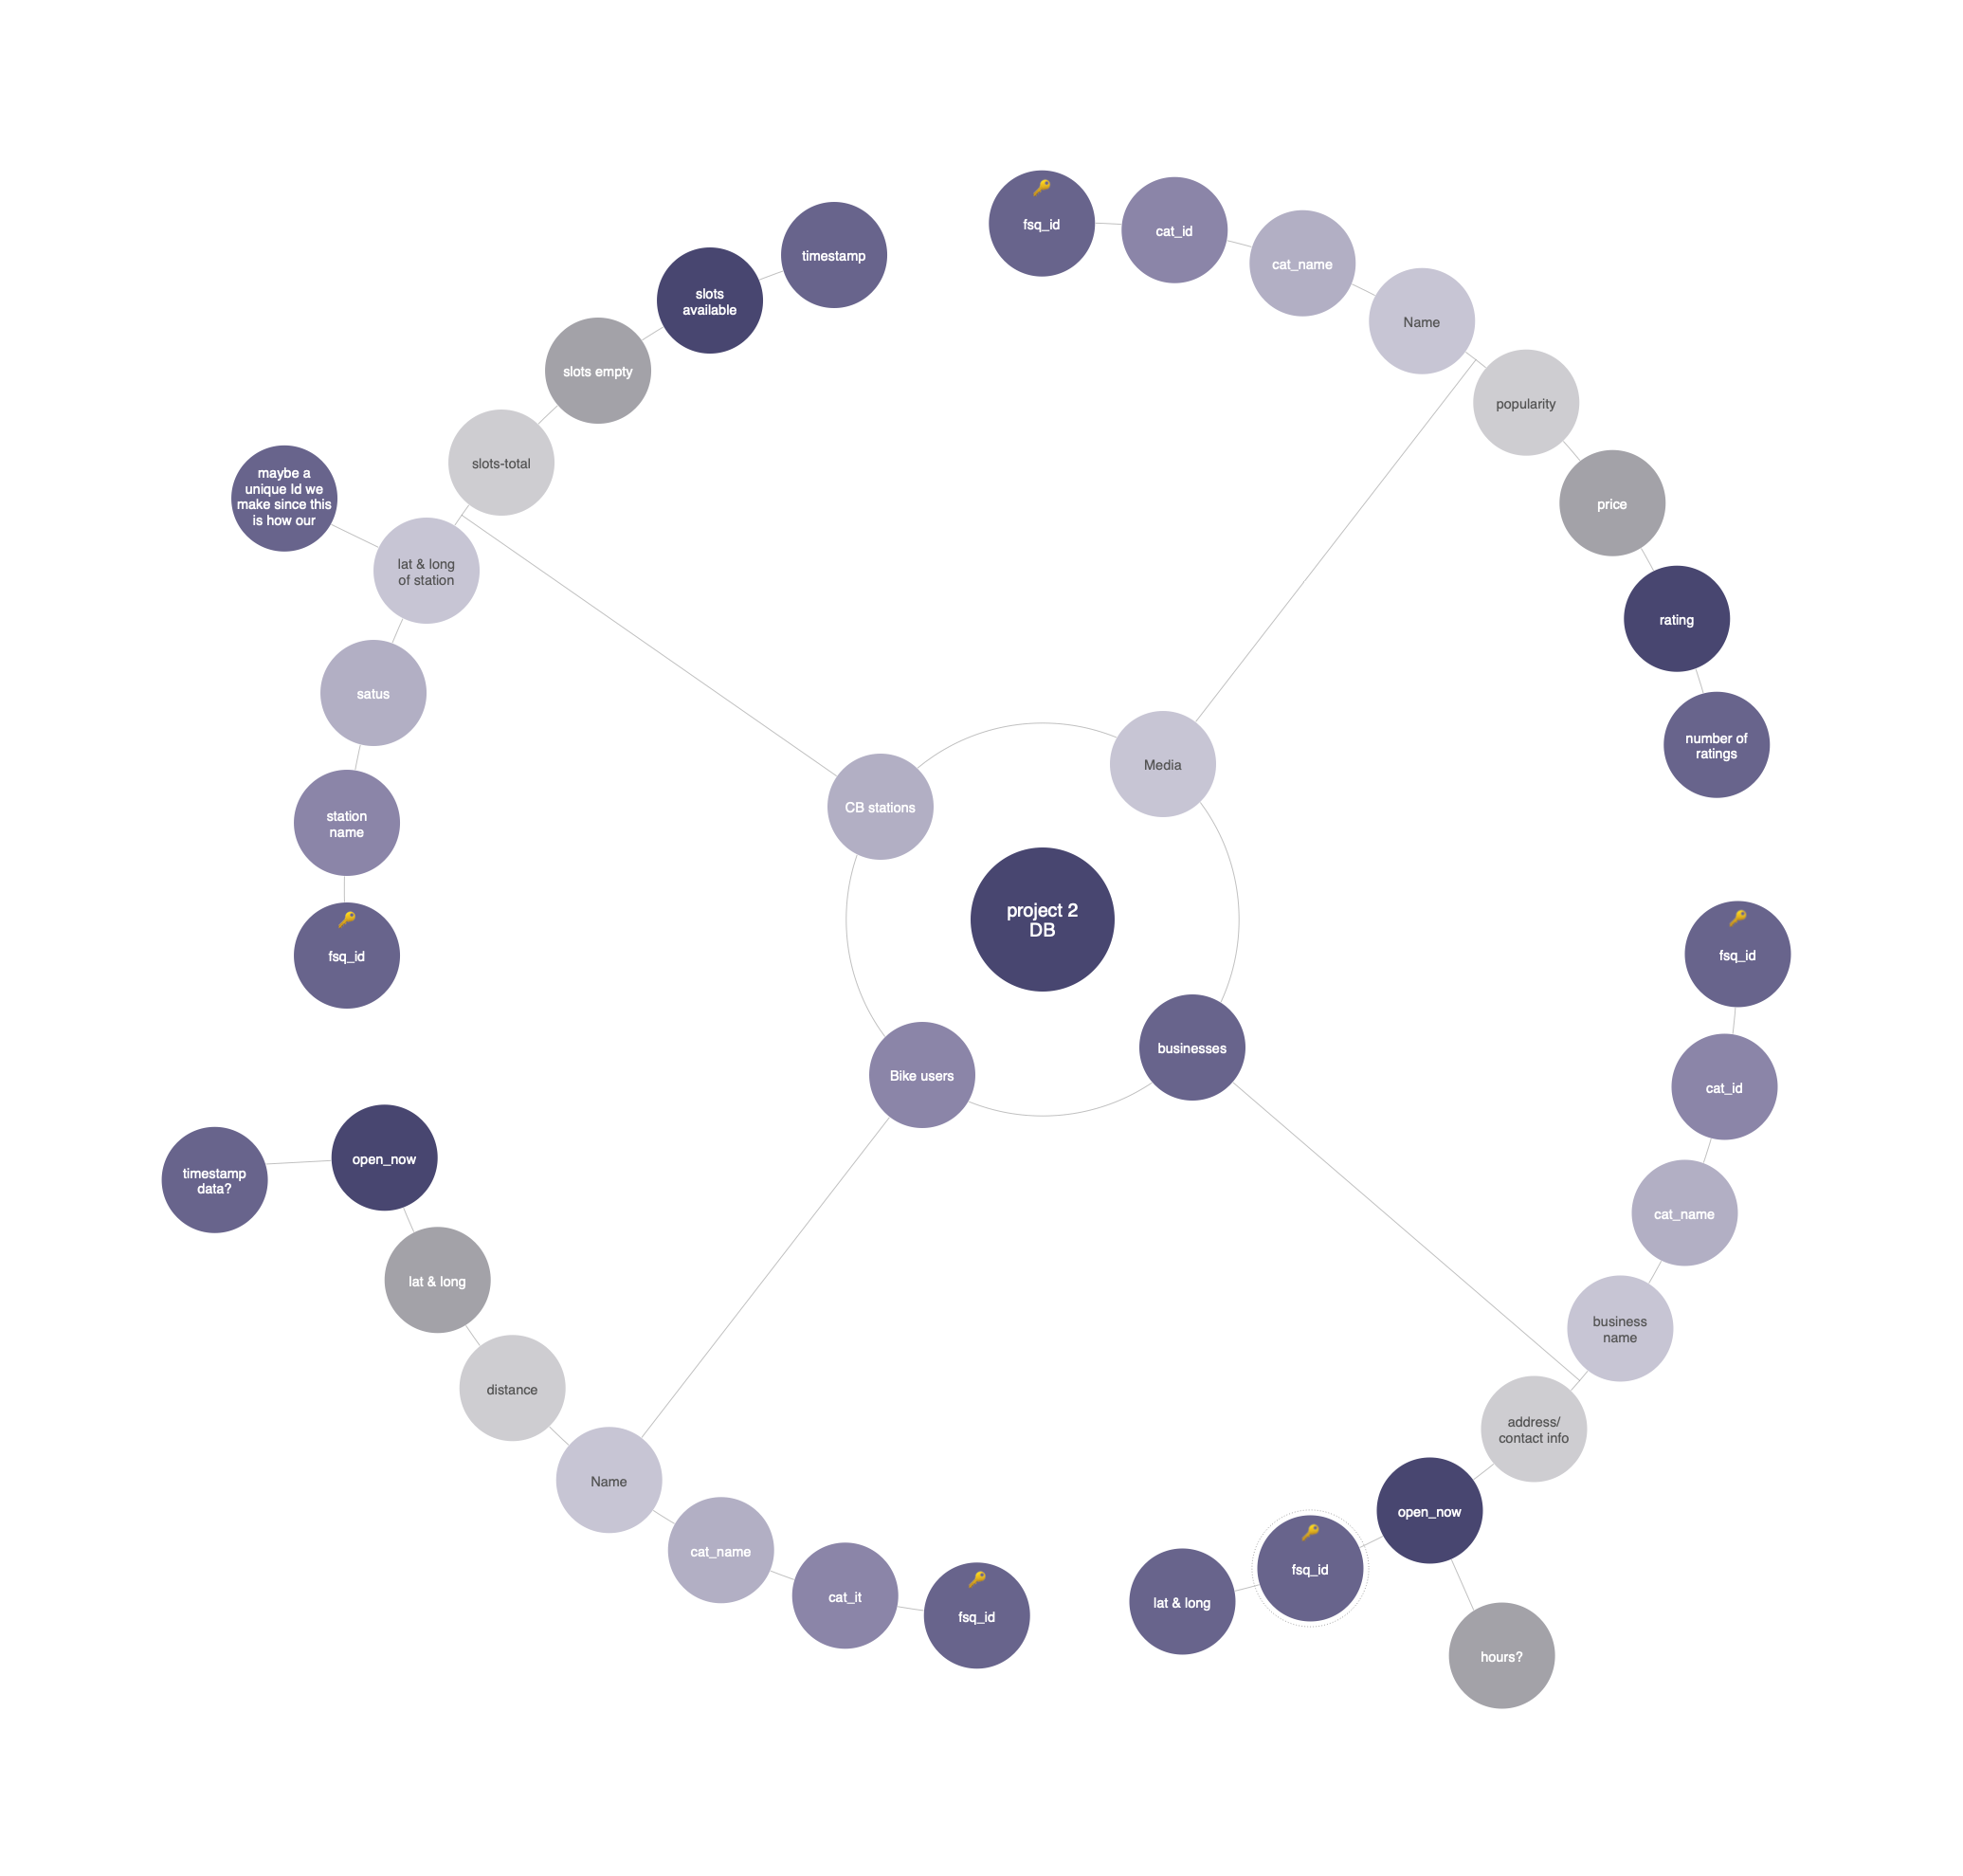 project 2
DB
CB stations
Media
businesses
Bike users
timestamp
slots
available
slots empty
slots-total
maybe a
unique Id we
make since this
is how our
lat & long
of station
satus
station
name
fsq_id
fsq_id
cat_id
cat_name
Name
popularity
price
rating
number of
ratings
fsq_id
cat_id
cat_name
business
name
address/
contact info
open_now
hours?
fsq_id
lat & long
timestamp
data?
open_now
lat & long
distance
Name
cat_name
cat_it
fsq_id